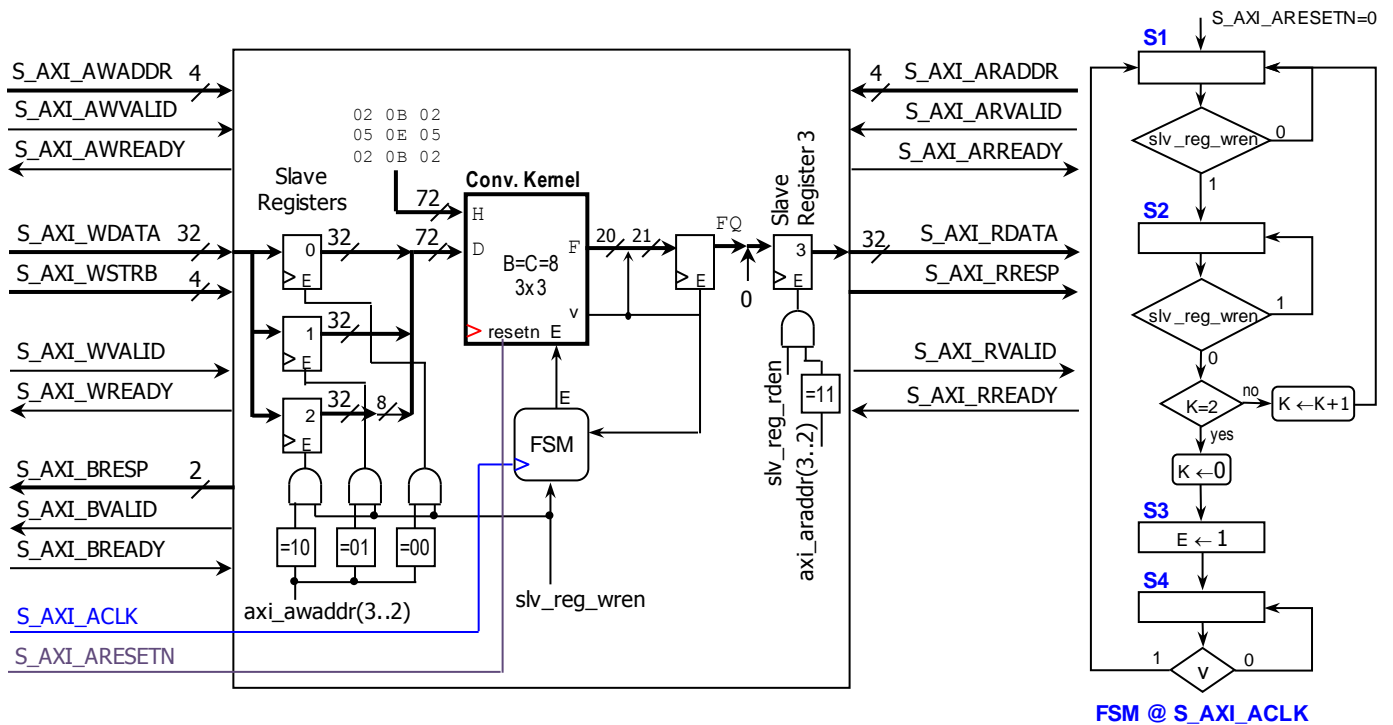 S_AXI_AWADDR 4
S_AXI_AWVALID
S_AXI_AWREADY
S_AXI_WDATA 32
S_AXI_WSTRB 4
S_AXI_WVALID
S_AXI_WREADY
S_AXI_BRESP 2
S_AXI_BVALID
S_AXI_BREADY
S_AXI_ACLK
S_AXI_ARESETN
02 0B 02
05 0E 05
02 0B 02
Slave
Registers
0
E
32
1
E
32
2
E
32
8
72
72
Conv. Kernel
H
D
F
B=C=8
3x3
v
resetn E
20
21
E
FQ
0
Slave
Register 3
3
E
E
FSM
=10
=01
=00
axi_awaddr(3..2)
slv_reg_wren
slv_reg_rden
=11
axi_araddr(3..2)
4 S_AXI_ARADDR
S_AXI_ARVALID
S_AXI_ARREADY
32 S_AXI_RDATA
S_AXI_RRESP
S_AXI_RVALID
S_AXI_RREADY
S_AXI_ARESETN=0
S1
slv_reg_wren 0
1
S2
slv_reg_wren 1
0
K=2 no K ←K+1
yes
K ←0
S3
E ← 1
S4
1 v 0
FSM @ S_AXI_ACLK